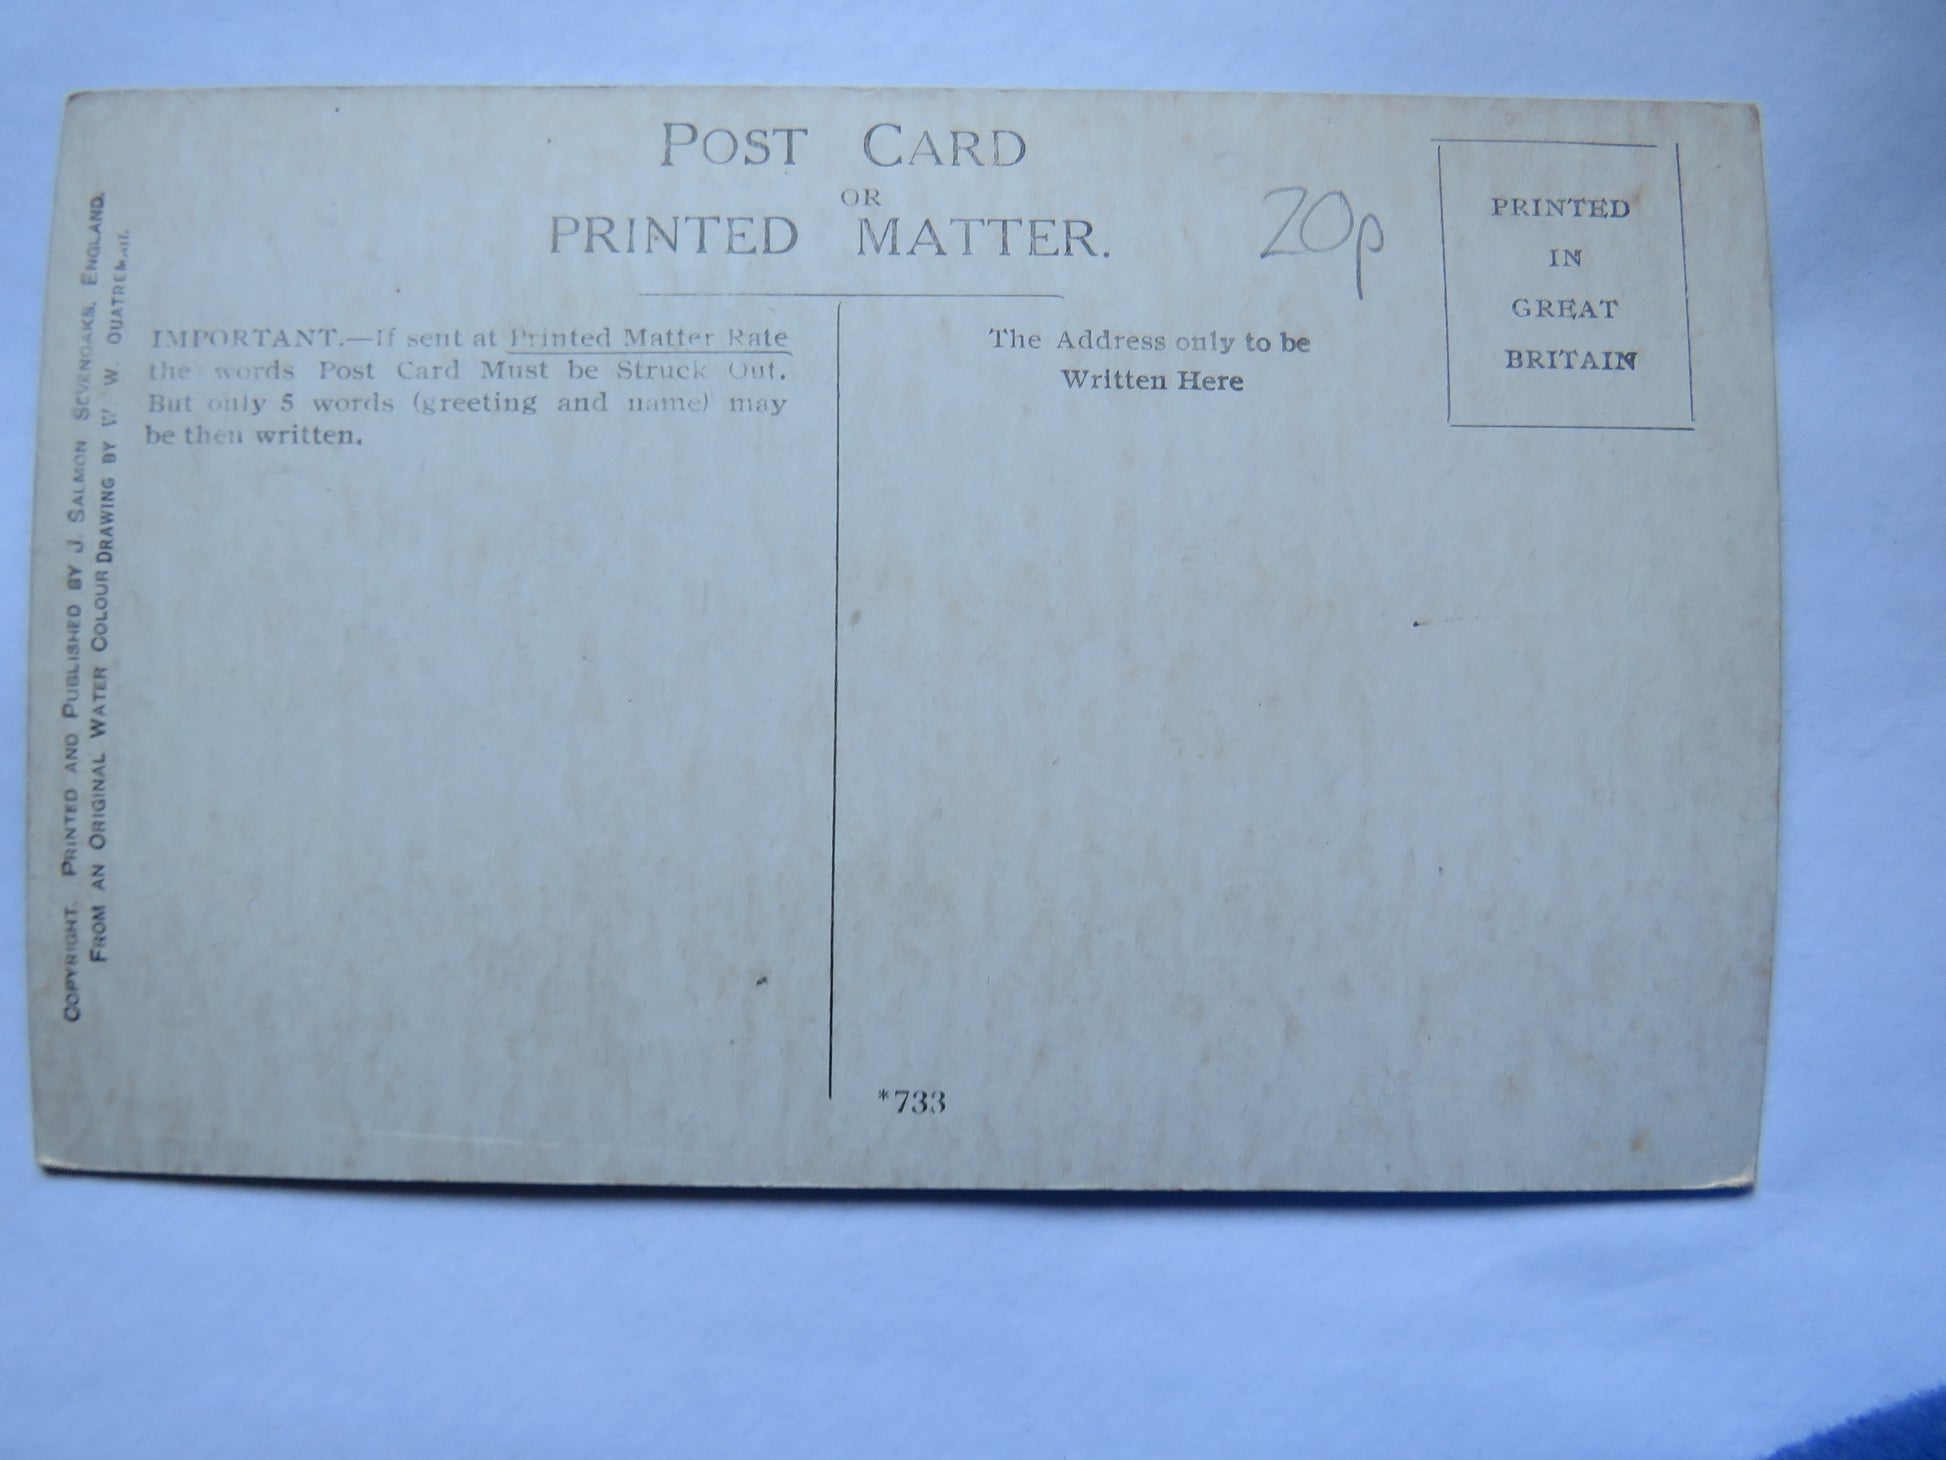 POST CARD
OR
PRINTED MATTER.
20p
PRINTED
IN
GREAT
BRITAIN
IMPORTANT.—If sent at Printed Matter Rate
the words Post Card Must be Struck Out.
But only 5 words (greeting and name) may
be then written.
The Address only to be
Written Here
*733
COPYRIGHT. PRINTED AND PUBLISHED BY J. SALMON SEVENOAKS, ENGLAND.
FROM AN ORIGINAL WATER COLOUR DRAWING BY W. W. QUATREMAIN.